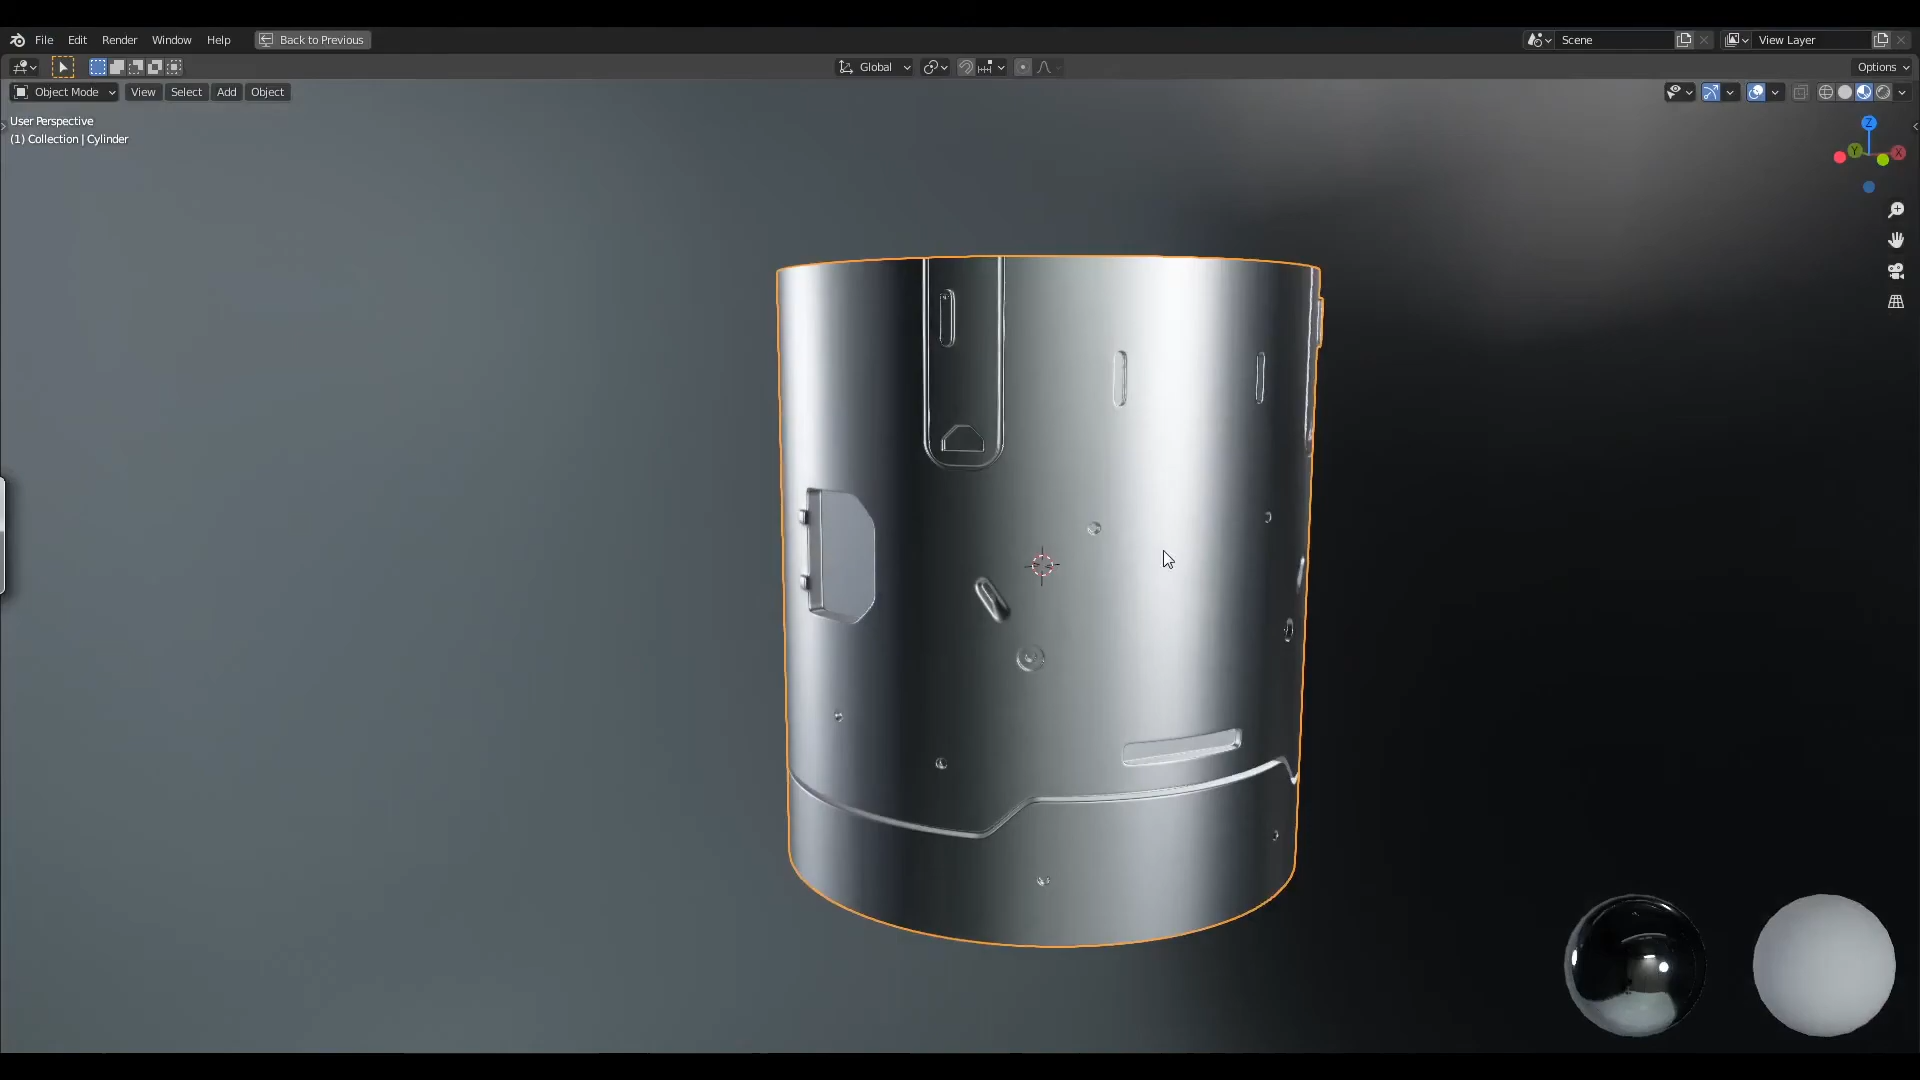 File Edit Render Window Help Back to Previous Scene View Layer
Global Options
Object Mode View Select Add Object
User Perspective
(1) Collection | Cylinder
Z
Y X